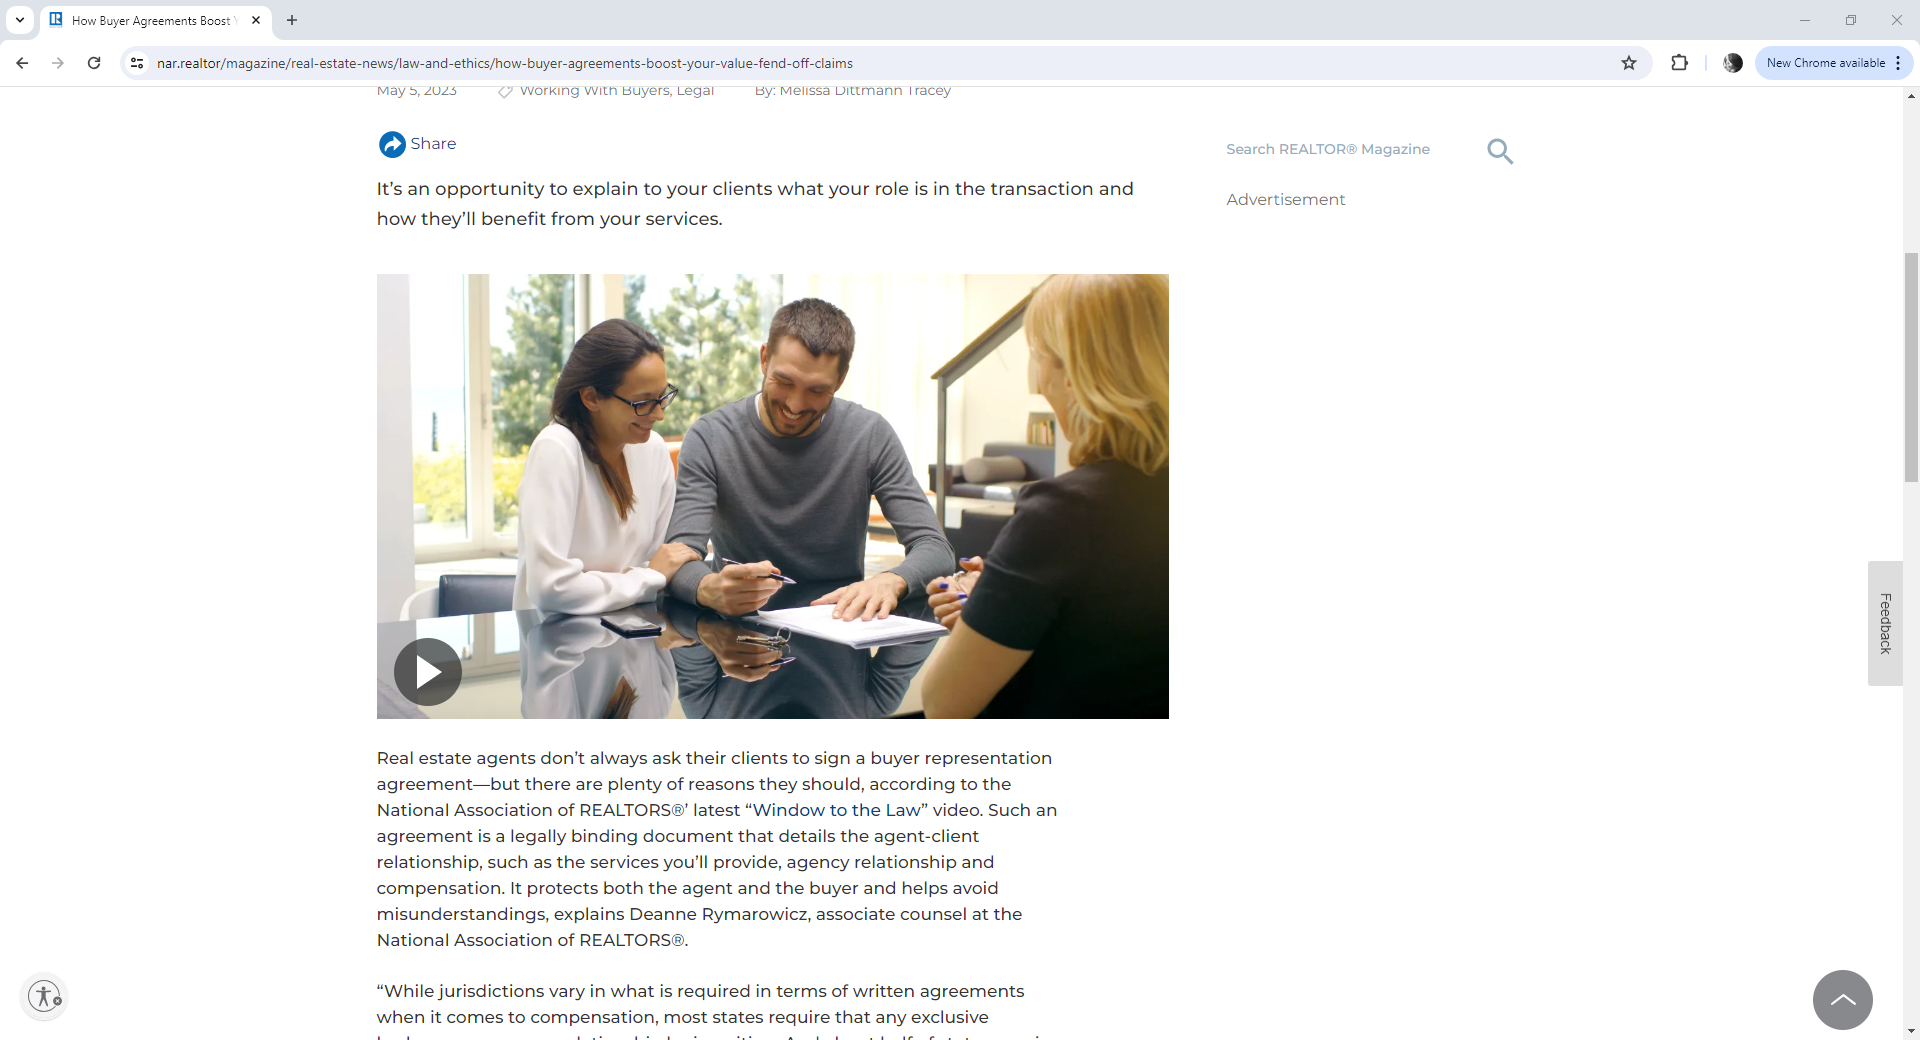 How Buyer Agreements Boost
nar.realtor/magazine/real-estate-news/law-and-ethics/how-buyer-agreements-boost-your-value-fend-off-claims
New Chrome available
May 5, 2023 Working With Buyers, Legal By: Melissa Dittmann Tracey
Share
Search REALTOR® Magazine
Advertisement
It’s an opportunity to explain to your clients what your role is in the transaction and
how they’ll benefit from your services.
Real estate agents don’t always ask their clients to sign a buyer representation
agreement—but there are plenty of reasons they should, according to the
National Association of REALTORS®’ latest “Window to the Law” video. Such an
agreement is a legally binding document that details the agent-client
relationship, such as the services you’ll provide, agency relationship and
compensation. It protects both the agent and the buyer and helps avoid
misunderstandings, explains Deanne Rymarowicz, associate counsel at the
National Association of REALTORS®.
“While jurisdictions vary in what is required in terms of written agreements
when it comes to compensation, most states require that any exclusive
Feedback